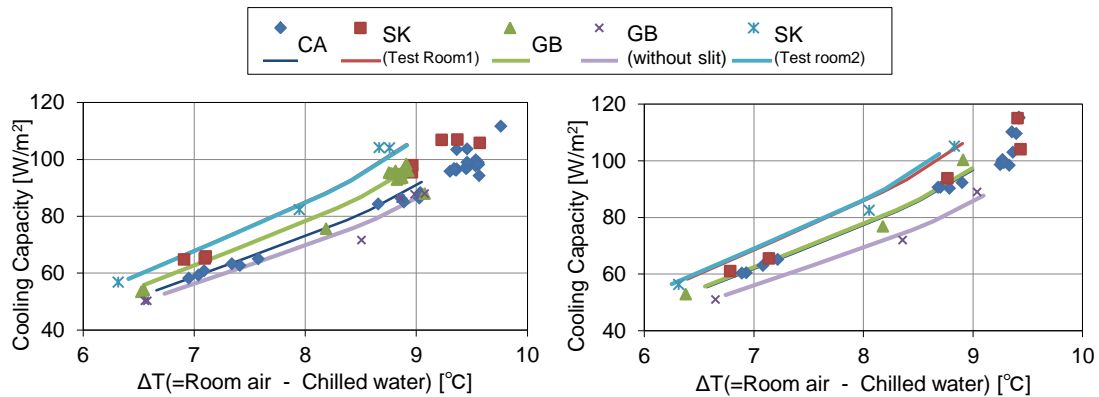 CA SK GB GB SK
(Test Room1) (without slit) (Test room2)
Cooling Capacity [W/m²]
120
100
80
60
40
6 7 8 9 10
ΔT(=Room air - Chilled water) [°C]
Cooling Capacity [W/m²]
120
100
80
60
40
6 7 8 9 10
ΔT(=Room air - Chilled water) [°C]